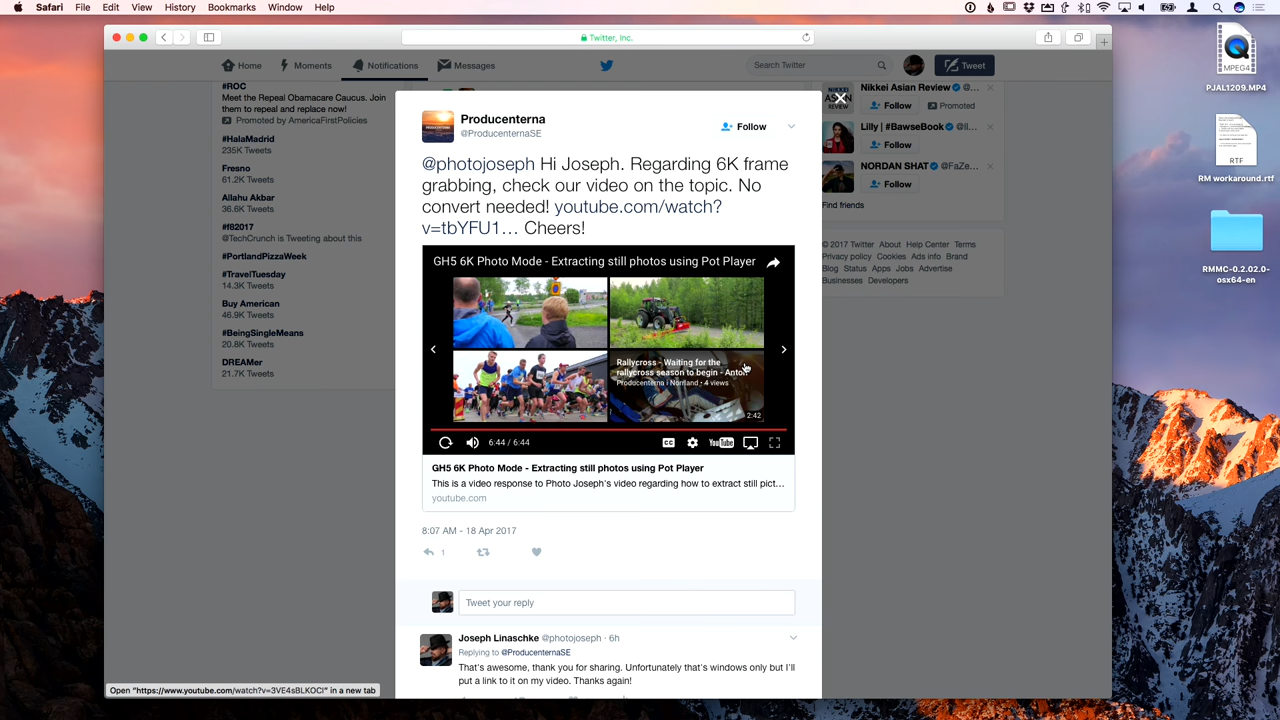 Safari File Edit View History Bookmarks Window Help
Twitter, Inc.
Home Moments Notifications Messages Search Twitter Tweet
#ROC
Meet the Repeal Obamacare Caucus. Join
them to repeal and replace now!
Promoted by AmericaFirstPolicies
#HalaMadrid
235K Tweets
Fresno
61.2K Tweets
Allahu Akbar
36.6K Tweets
#f82017
@TechCrunch is Tweeting about this
#PortlandPizzaWeek
#TravelTuesday
14.3K Tweets
Buy American
46.9K Tweets
#BeingSingleMeans
20.8K Tweets
DREAMer
21.7K Tweets
Producenterna
@ProducenternaSE
Follow
@photojoseph Hi Joseph. Regarding 6K frame
grabbing, check our video on the topic. No
convert needed! youtube.com/watch?
v=tbYFU1... Cheers!
GH5 6K Photo Mode - Extracting still photos using Pot Player
Rallycross - Waiting for the
rallycross season to begin - Anton
Producenterna i Norrland • 4 views
2:42
6:44 / 6:44
CC
YouTube
GH5 6K Photo Mode - Extracting still photos using Pot Player
This is a video response to Photo Joseph's video regarding how to extract still pict...
youtube.com
8:07 AM - 18 Apr 2017
1
Tweet your reply
Joseph Linaschke @photojoseph · 6h
Replying to @ProducenternaSE
That's awesome, thank you for sharing. Unfortunately that's windows only but I'll
put a link to it on my video. Thanks again!
NIKKEI
ASIAN
REVIEW
Nikkei Asian Review @...
Follow Promoted
Lilly | #BawseBook @li...
Follow
NORDAN SHAT @FaZe...
Follow
Find friends
© 2017 Twitter About Help Center Terms
Privacy policy Cookies Ads info Brand
Blog Status Apps Jobs Advertise
Businesses Developers
MPEG4
PJAL1209.MP4
RTF
RM workaround.rtf
RMMC-0.2.02.0-
osx64-en
Open "https://www.youtube.com/watch?v=3VE4sBLKOCI" in a new tab